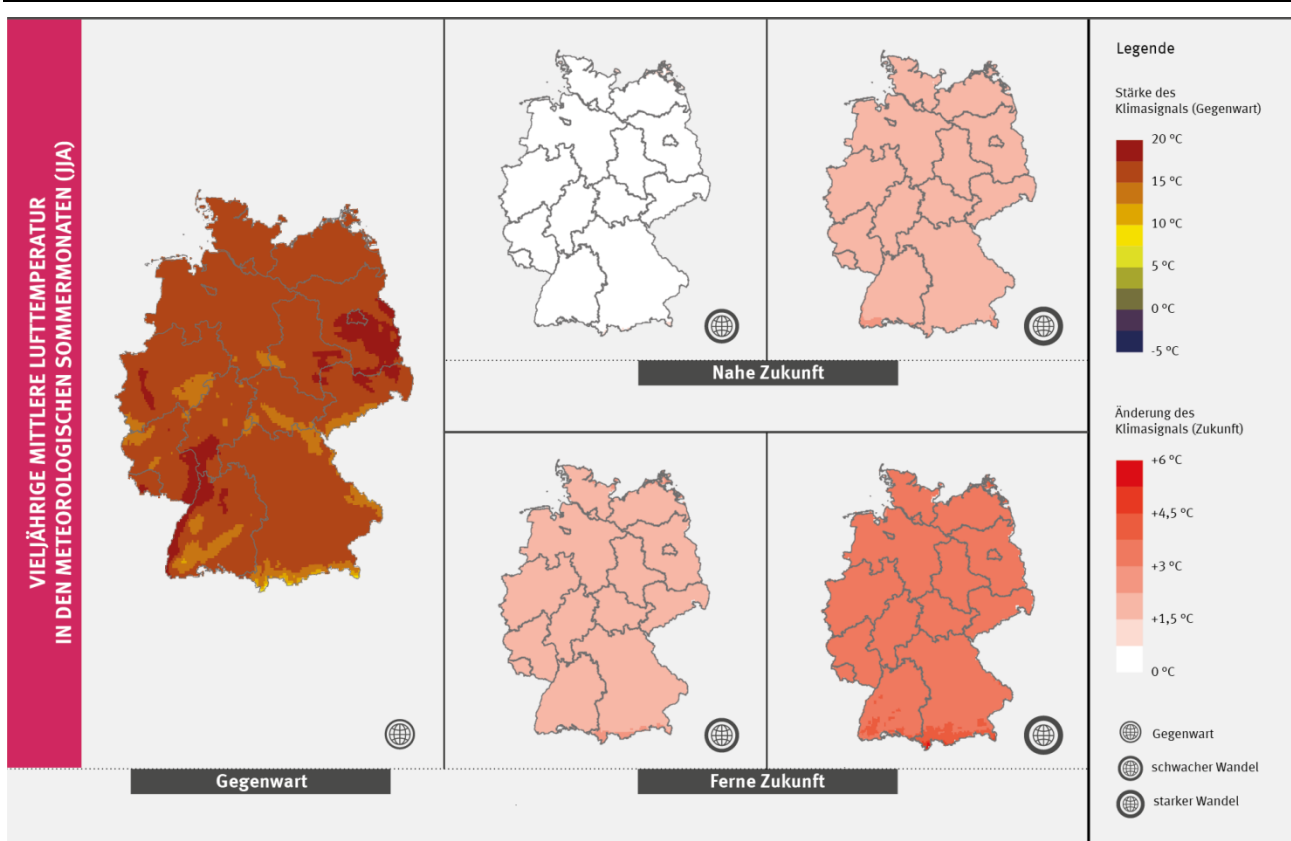 VIELJÄHRIGE MITTLERE LUFTTEMPERATUR
IN DEN METEOROLOGISCHEN SOMMERMONATEN (JJA)
Gegenwart
Nahe Zukunft
Ferne Zukunft
Legende
Stärke des
Klimasignals (Gegenwart)
20 °C
15 °C
10 °C
5 °C
0 °C
-5 °C
Änderung des
Klimasignals (Zukunft)
+6 °C
+4,5 °C
+3 °C
+1,5 °C
0 °C
Gegenwart
schwacher Wandel
starker Wandel